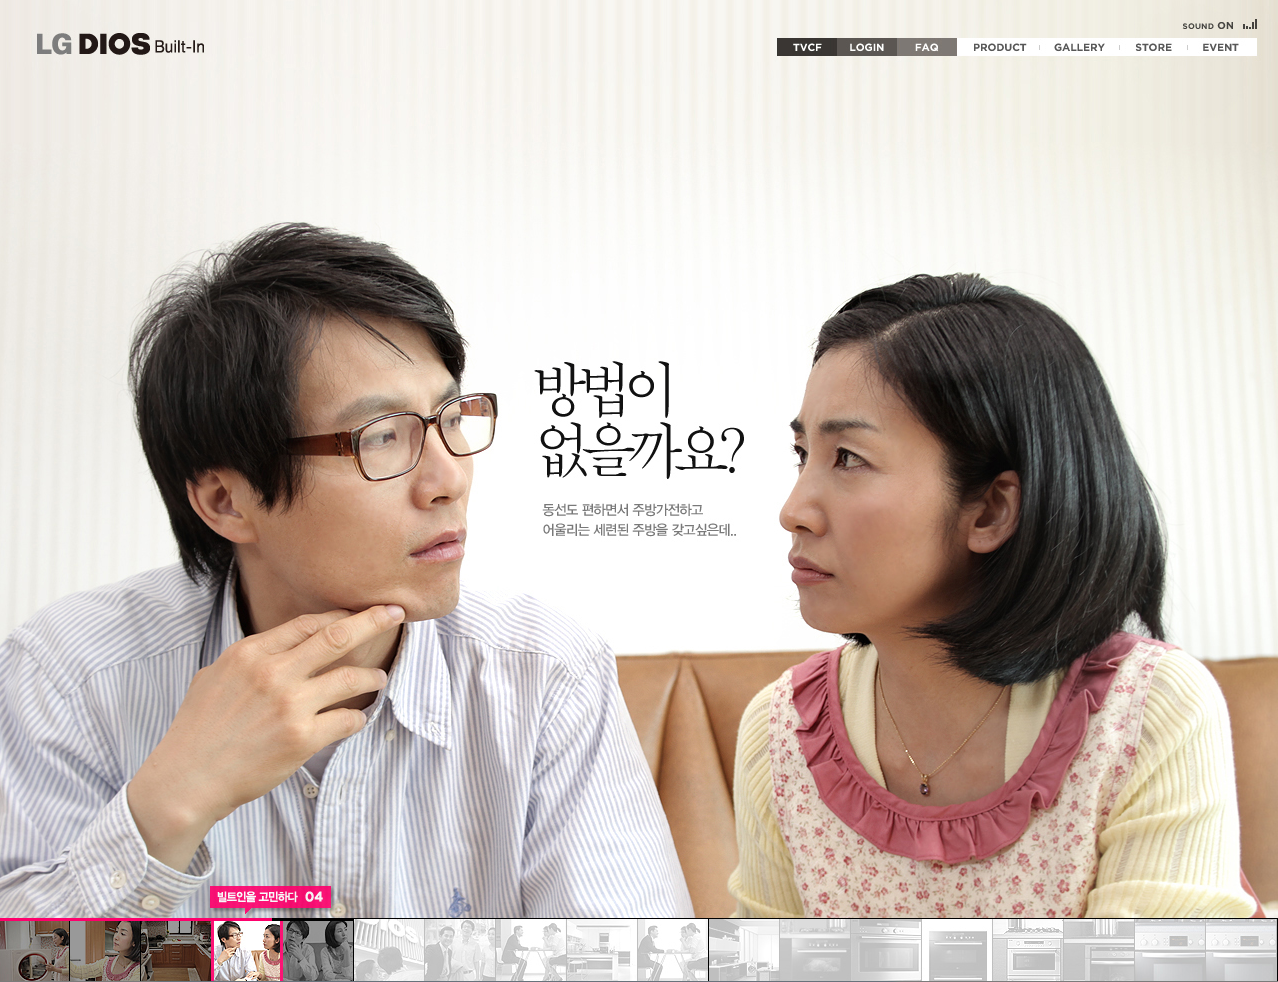 SOUND ON
LG DIOS Built-In
TVCF LOGIN FAQ PRODUCT GALLERY STORE EVENT
방법이
없을까요?
동선도 편하면서 주방가전하고
어울리는 세련된 주방을 갖고싶은데..
빌트인을 고민하다 04